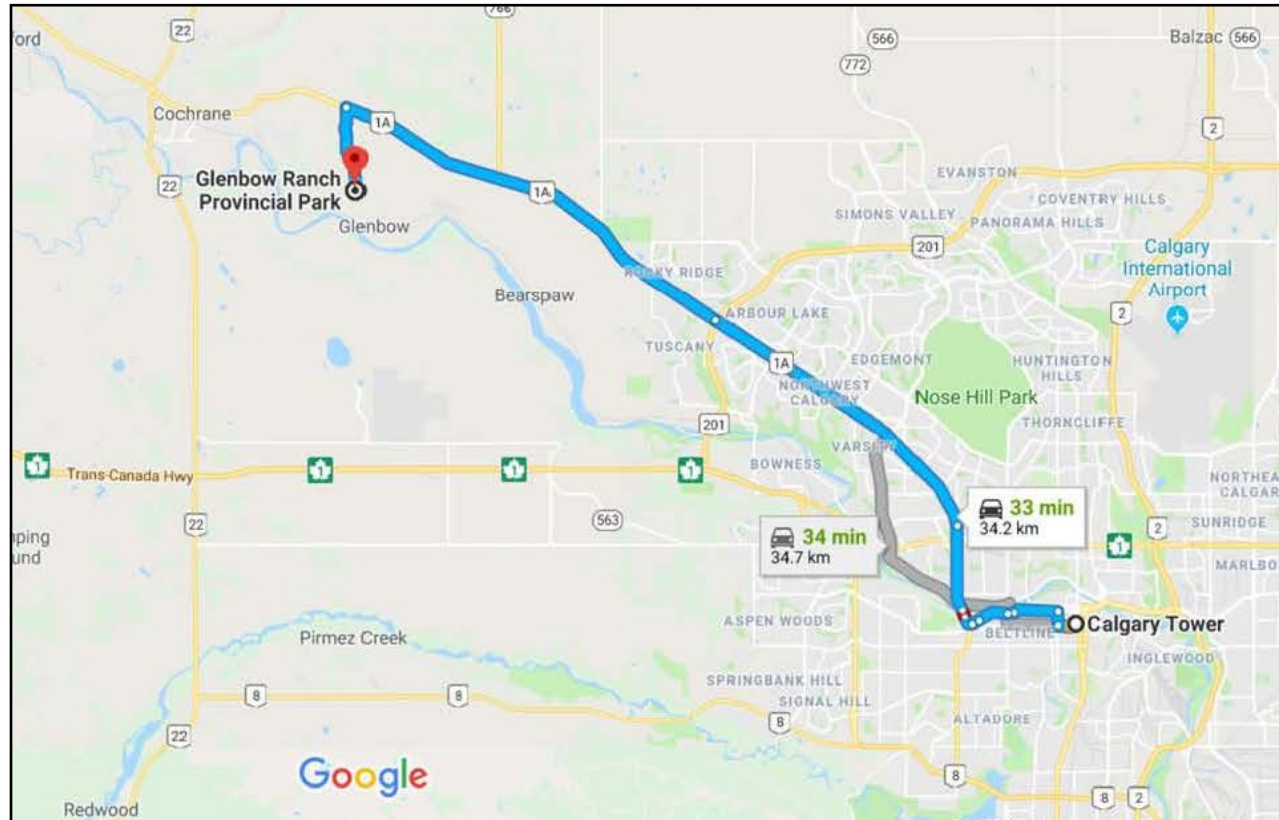 22
766
566
Balzac
566
ford
772
Cochrane
1A
2
22
Glenbow Ranch
Provincial Park
1A
EVANSTON
COVENTRY HILLS
SIMONS VALLEY
PANORAMA HILLS
Glenbow
201
Calgary
International
Airport
ROCKY RIDGE
Bearspaw
ARBOUR LAKE
2
TUSCANY
1A
EDGEMONT
HUNTINGTON
HILLS
NORTHWEST
CALGARY
Nose Hill Park
THORNCLIFFE
201
VARSITY
1
Trans-Canada Hwy
1
1
1
BOWNESS
NORTHEA
CALGAR
33 min
34.2 km
22
563
34 min
34.7 km
2
SUNRIDGE
ping
und
1
MARLBO
Pirmez Creek
ASPEN WOODS
BELTLINE
Calgary Tower
INGLEWOOD
SPRINGBANK HILL
SIGNAL HILL
8
8
8
ALTADORE
22
Google
8
8
2
Redwood